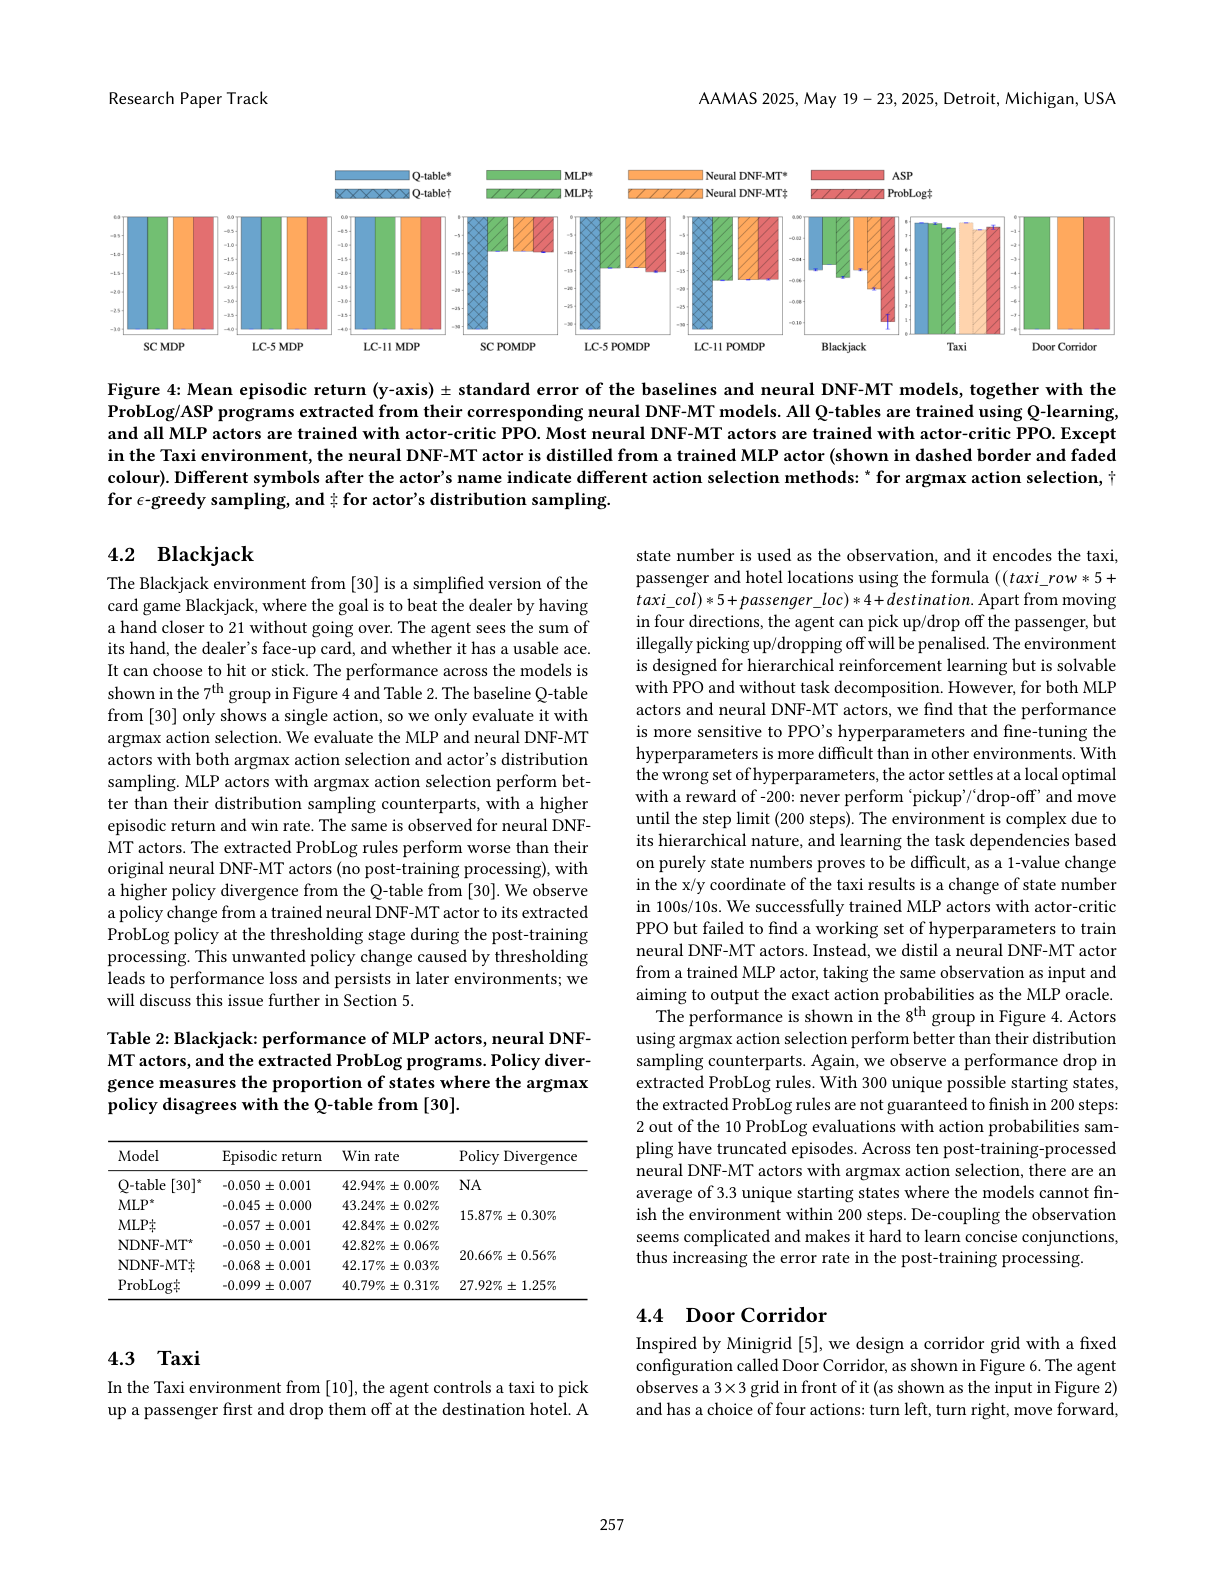 Research Paper Track
AAMAS 2025, May 19 – 23, 2025, Detroit, Michigan, USA
Q-table* MLP* Neural DNF-MT* ASP
Q-table† MLP‡ Neural DNF-MT‡ ProbLog‡
SC MDP LC-5 MDP LC-11 MDP SC POMDP LC-5 POMDP LC-11 POMDP Blackjack Taxi Door Corridor
Figure 4: Mean episodic return (y-axis) ± standard error of the baselines and neural DNF-MT models, together with the
ProbLog/ASP programs extracted from their corresponding neural DNF-MT models. All Q-tables are trained using Q-learning,
and all MLP actors are trained with actor-critic PPO. Most neural DNF-MT actors are trained with actor-critic PPO. Except
in the Taxi environment, the neural DNF-MT actor is distilled from a trained MLP actor (shown in dashed border and faded
colour). Different symbols after the actor's name indicate different action selection methods: * for argmax action selection, †
for ϵ-greedy sampling, and ‡ for actor's distribution sampling.
4.2 Blackjack
The Blackjack environment from [30] is a simplified version of the
card game Blackjack, where the goal is to beat the dealer by having
a hand closer to 21 without going over. The agent sees the sum of
its hand, the dealer's face-up card, and whether it has a usable ace.
It can choose to hit or stick. The performance across the models is
shown in the 7th group in Figure 4 and Table 2. The baseline Q-table
from [30] only shows a single action, so we only evaluate it with
argmax action selection. We evaluate the MLP and neural DNF-MT
actors with both argmax action selection and actor's distribution
sampling. MLP actors with argmax action selection perform bet-
ter than their distribution sampling counterparts, with a higher
episodic return and win rate. The same is observed for neural DNF-
MT actors. The extracted ProbLog rules perform worse than their
original neural DNF-MT actors (no post-training processing), with
a higher policy divergence from the Q-table from [30]. We observe
a policy change from a trained neural DNF-MT actor to its extracted
ProbLog policy at the thresholding stage during the post-training
processing. This unwanted policy change caused by thresholding
leads to performance loss and persists in later environments; we
will discuss this issue further in Section 5.
Table 2: Blackjack: performance of MLP actors, neural DNF-
MT actors, and the extracted ProbLog programs. Policy diver-
gence measures the proportion of states where the argmax
policy disagrees with the Q-table from [30].
Model Episodic return Win rate Policy Divergence
Q-table [30]* -0.050 ± 0.001 42.94% ± 0.00% NA
MLP* -0.045 ± 0.000 43.24% ± 0.02%
15.87% ± 0.30%
MLP‡ -0.057 ± 0.001 42.84% ± 0.02%
NDNF-MT* -0.050 ± 0.001 42.82% ± 0.06%
20.66% ± 0.56%
NDNF-MT‡ -0.068 ± 0.001 42.17% ± 0.03%
ProbLog‡ -0.099 ± 0.007 40.79% ± 0.31% 27.92% ± 1.25%
4.3 Taxi
In the Taxi environment from [10], the agent controls a taxi to pick
up a passenger first and drop them off at the destination hotel. A
state number is used as the observation, and it encodes the taxi,
passenger and hotel locations using the formula ((taxi_row ∗ 5 +
taxi_col) ∗ 5 + passenger_loc) ∗ 4 + destination. Apart from moving
in four directions, the agent can pick up/drop off the passenger, but
illegally picking up/dropping off will be penalised. The environment
is designed for hierarchical reinforcement learning but is solvable
with PPO and without task decomposition. However, for both MLP
actors and neural DNF-MT actors, we find that the performance
is more sensitive to PPO's hyperparameters and fine-tuning the
hyperparameters is more difficult than in other environments. With
the wrong set of hyperparameters, the actor settles at a local optimal
with a reward of -200: never perform 'pickup'/'drop-off' and move
until the step limit (200 steps). The environment is complex due to
its hierarchical nature, and learning the task dependencies based
on purely state numbers proves to be difficult, as a 1-value change
in the x/y coordinate of the taxi results is a change of state number
in 100s/10s. We successfully trained MLP actors with actor-critic
PPO but failed to find a working set of hyperparameters to train
neural DNF-MT actors. Instead, we distil a neural DNF-MT actor
from a trained MLP actor, taking the same observation as input and
aiming to output the exact action probabilities as the MLP oracle.
The performance is shown in the 8th group in Figure 4. Actors
using argmax action selection perform better than their distribution
sampling counterparts. Again, we observe a performance drop in
extracted ProbLog rules. With 300 unique possible starting states,
the extracted ProbLog rules are not guaranteed to finish in 200 steps:
2 out of the 10 ProbLog evaluations with action probabilities sam-
pling have truncated episodes. Across ten post-training-processed
neural DNF-MT actors with argmax action selection, there are an
average of 3.3 unique starting states where the models cannot fin-
ish the environment within 200 steps. De-coupling the observation
seems complicated and makes it hard to learn concise conjunctions,
thus increasing the error rate in the post-training processing.
4.4 Door Corridor
Inspired by Minigrid [5], we design a corridor grid with a fixed
configuration called Door Corridor, as shown in Figure 6. The agent
observes a 3×3 grid in front of it (as shown as the input in Figure 2)
and has a choice of four actions: turn left, turn right, move forward,
257